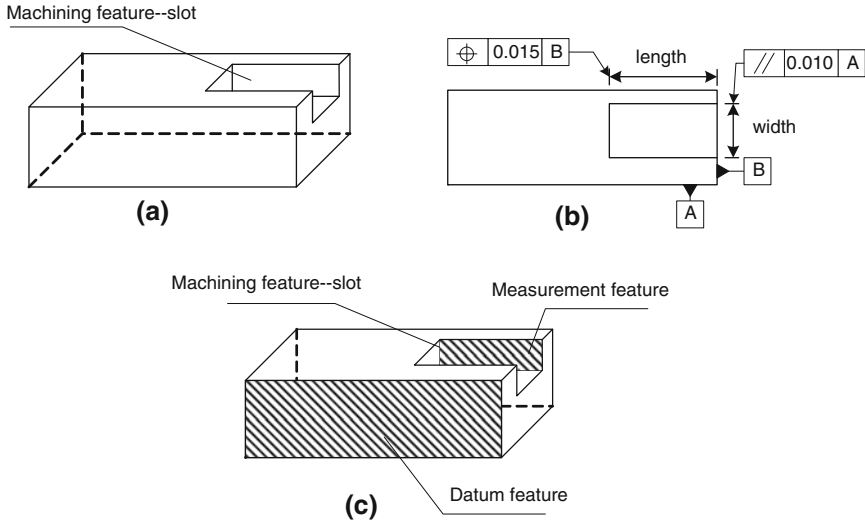 Machining feature--slot
(a)
⌖ 0.015 B
length
// 0.010 A
width
B
A
(b)
Machining feature--slot
Measurement feature
Datum feature
(c)